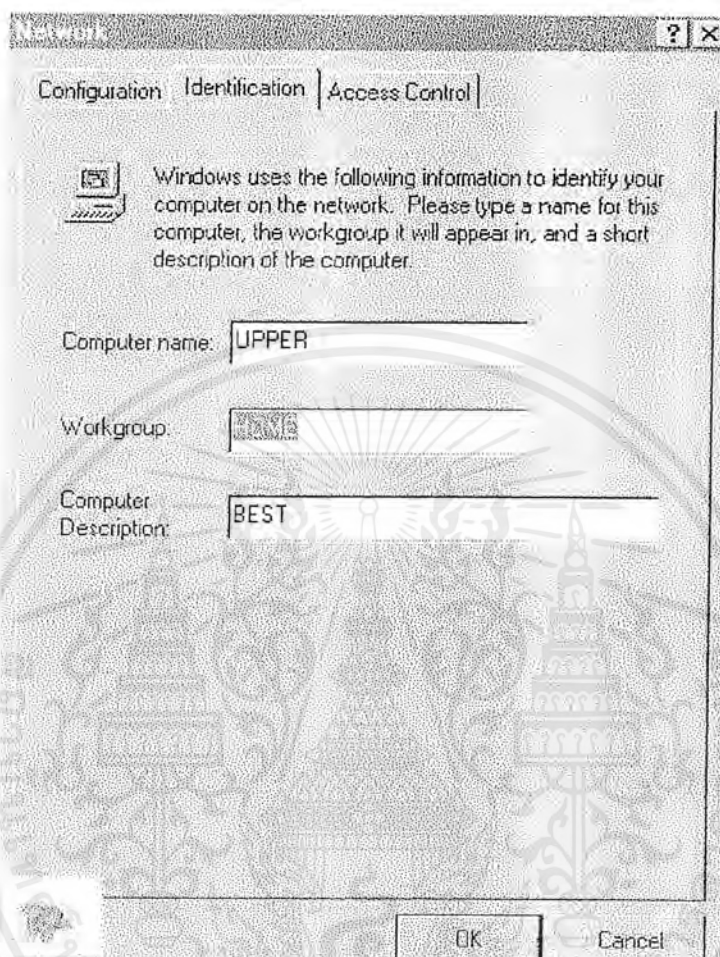 Network
Configuration Identification Access Control
Windows uses the following information to identify your
computer on the network. Please type a name for this
computer, the workgroup it will appear in, and a short
description of the computer.
Computer name: UPPER
Workgroup: HOME
Computer
Description: BEST
OK Cancel